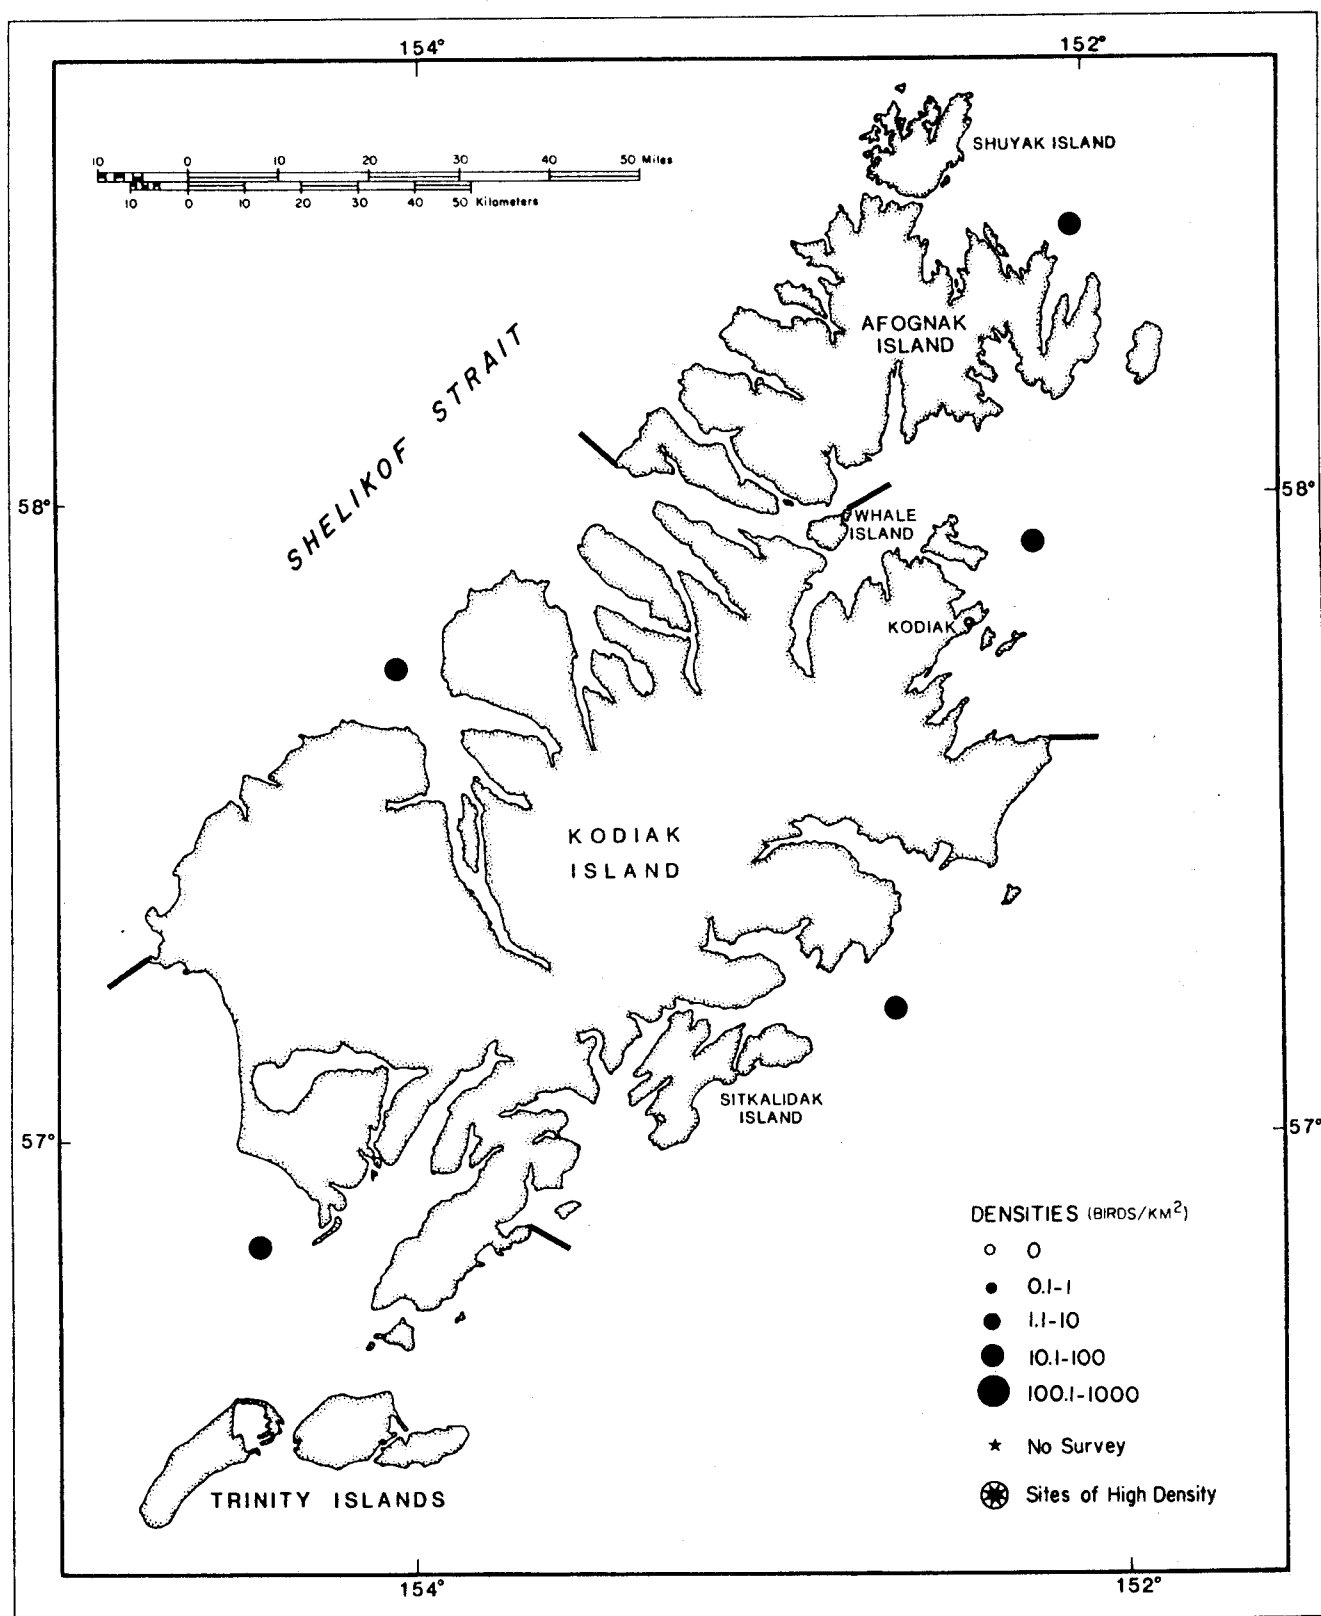 154° 152°
SHUYAK ISLAND
10 0 10 20 30 40 50 Miles
10 0 10 20 30 40 50 Kilometers
AFOGNAK
ISLAND
SHELIKOF STRAIT
58° 58°
WHALE
ISLAND
KODIAK
KODIAK
ISLAND
SITKALIDAK
ISLAND
57° 57°
DENSITIES (BIRDS/KM²)
0
0.1-1
1.1-10
10.1-100
100.1-1000
No Survey
Sites of High Density
TRINITY ISLANDS
154° 152°